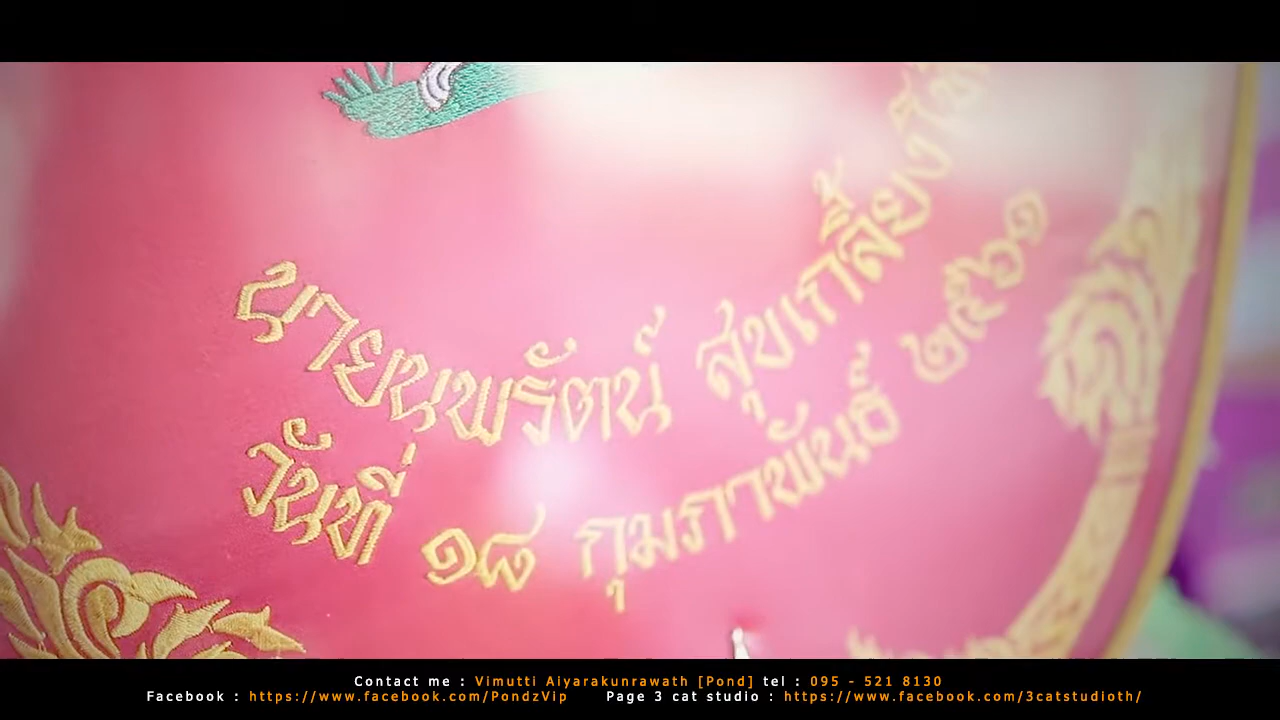 นายนพรัตน์ สุขเกลี้ยง
วันที่ ๑๘ กุมภาพันธ์ ๒๕๖๑
Contact me : Vimutti Aiyarakunrawath [Pond] tel : 095 - 521 8130
Facebook : https://www.facebook.com/PondzVip Page 3 cat studio : https://www.facebook.com/3catstudioth/